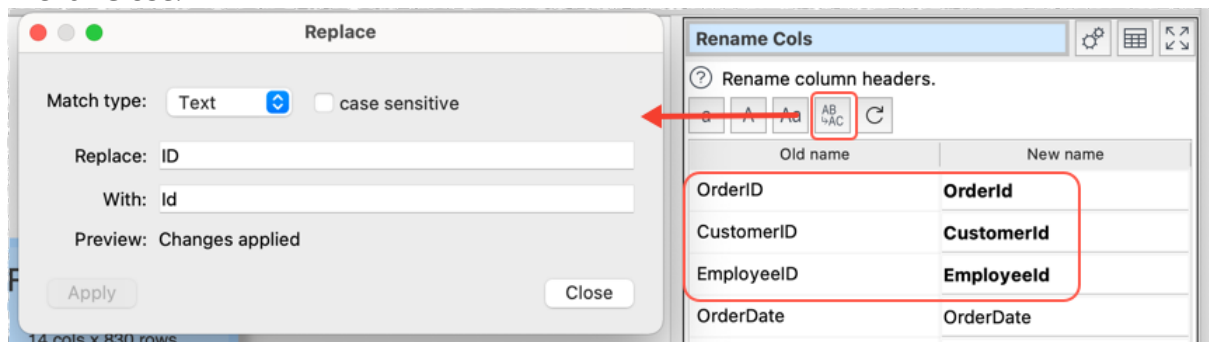 Replace
Match type: Text case sensitive
Replace: ID
With: Id
Preview: Changes applied
Apply Close
14 cols x 830 rows
Rename Cols
? Rename column headers.
a A Aa AB AC
Old name New name
OrderID OrderId
CustomerID CustomerId
EmployeeID EmployeeId
OrderDate OrderDate